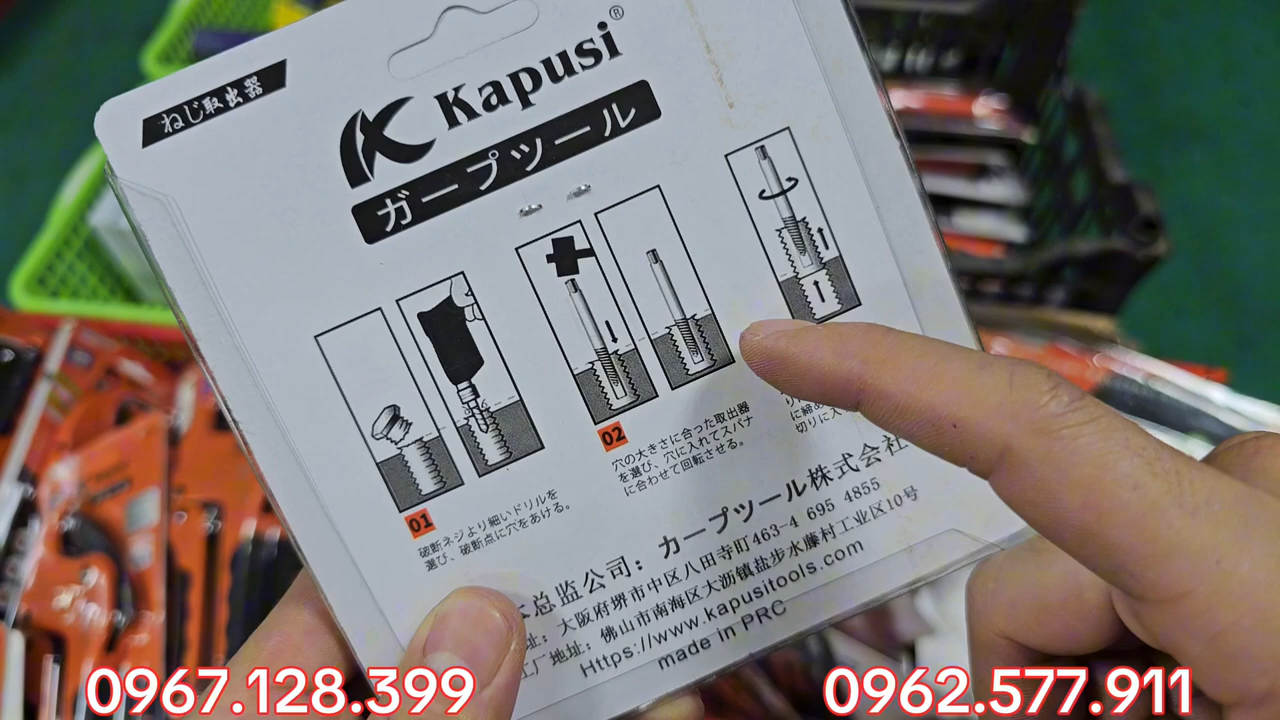 ねじ取出器
Kapusi®
ガープツール
01
破断ネジより細いドリルを
選び、破断点に穴をあける。
02
穴の大きさに合った取出器
を選び、穴に入れてスパナ
に合わせて回転させる。
に締め
切りに入
总监公司：カープツール株式会社
址：大阪府堺市中区八田寺町463-4 695 4855
厂地址：佛山市南海区大沥镇盐步水藤村工业区10号
Https://www.kapusitools.com
made in PRC
0967.128.399
0962.577.911